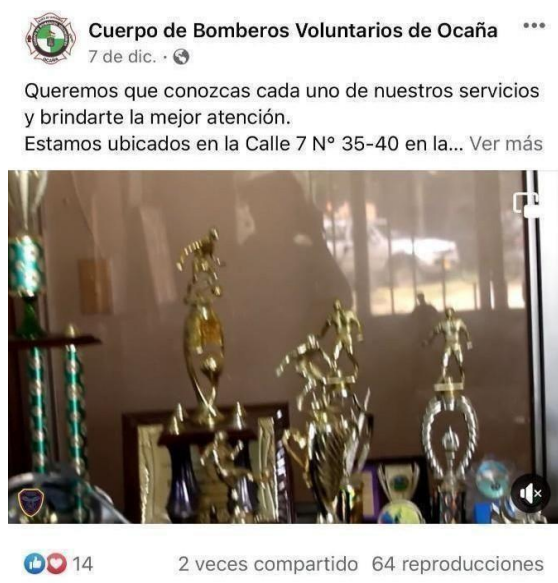 Cuerpo de Bomberos Voluntarios de Ocaña
7 de dic.
Queremos que conozcas cada uno de nuestros servicios
y brindarte la mejor atención.
Estamos ubicados en la Calle 7 Nº 35-40 en la... Ver más
14
2 veces compartido
64 reproducciones